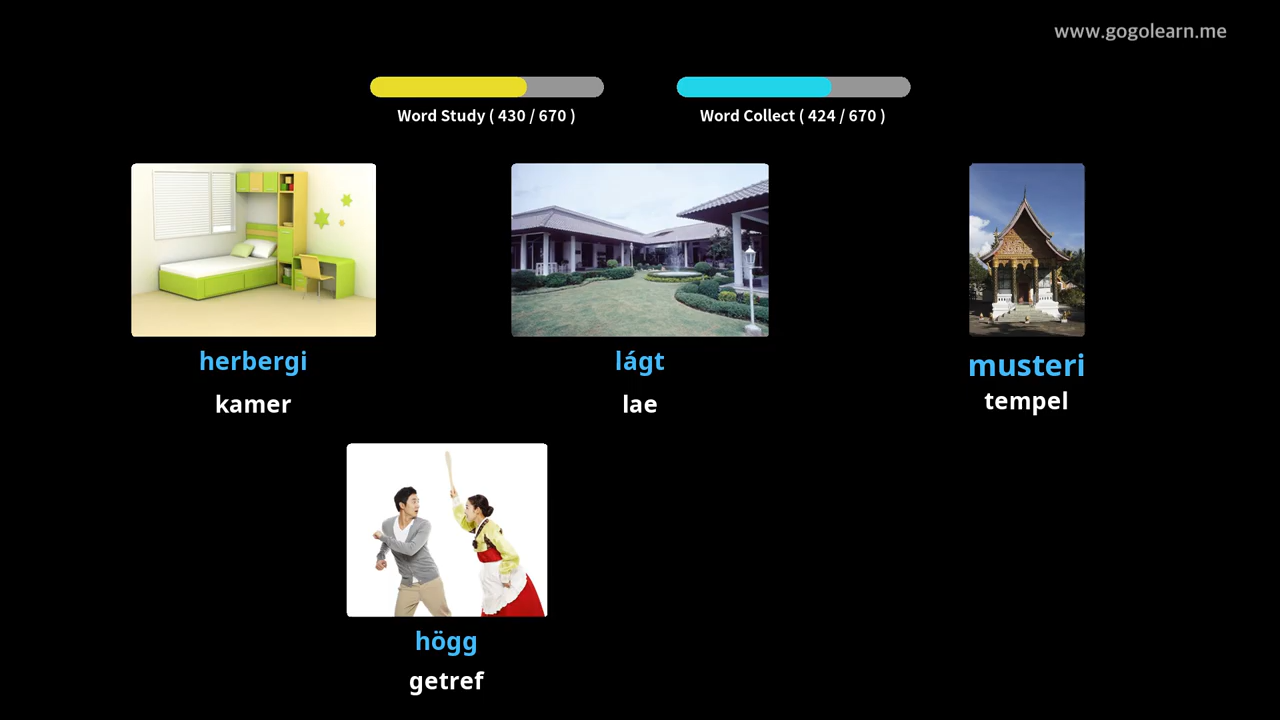 www.gogolearn.me
Word Study ( 430 / 670 )
Word Collect ( 424 / 670 )
herbergi
kamer
lágt
lae
musteri
tempel
högg
getref